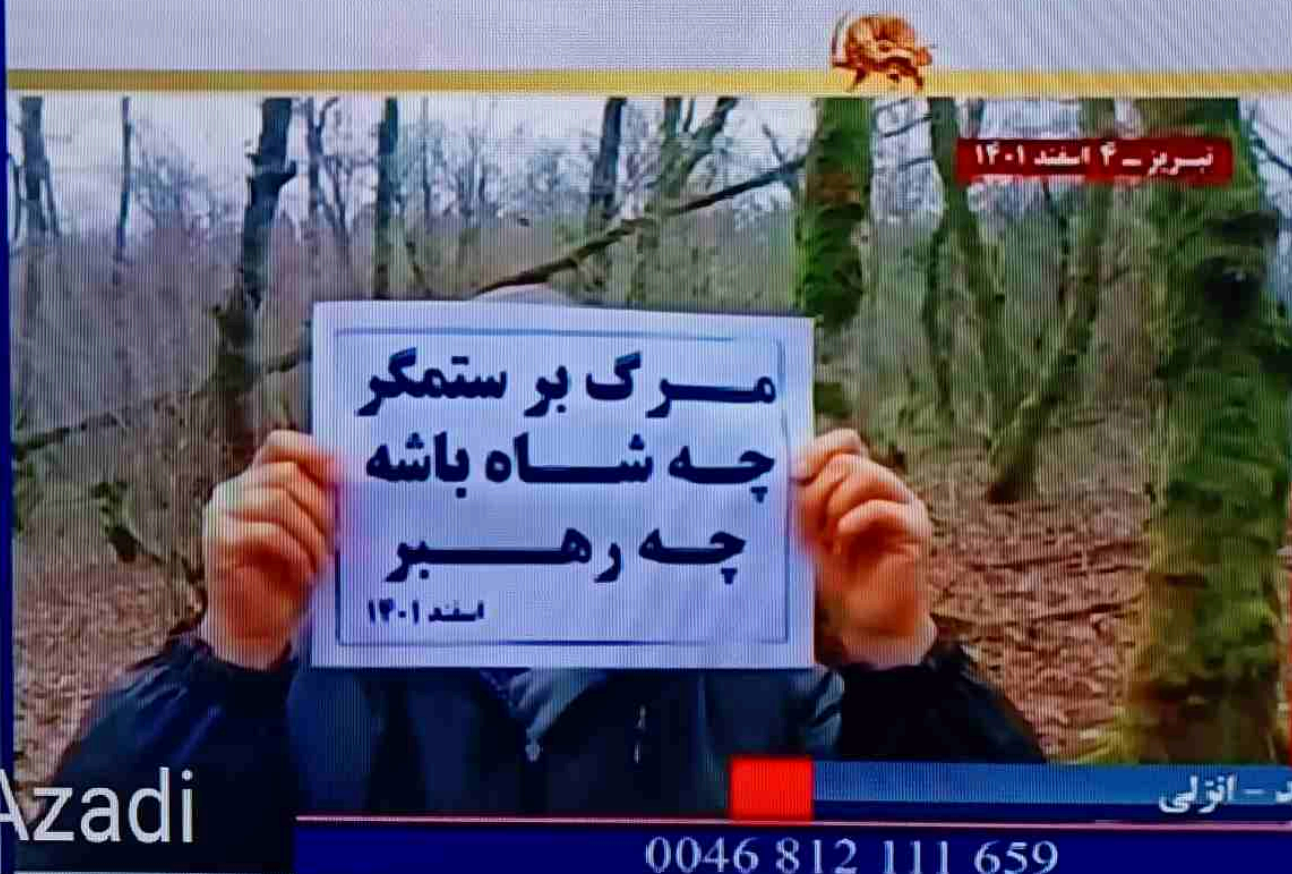 تبریز – ۴ اسفند ۱۴۰۱
مرگ بر ستمگر
چه شاه باشه
چه رهبر
اسفند ۱۴۰۱
انزلی
Azadi
0046 812 111 659